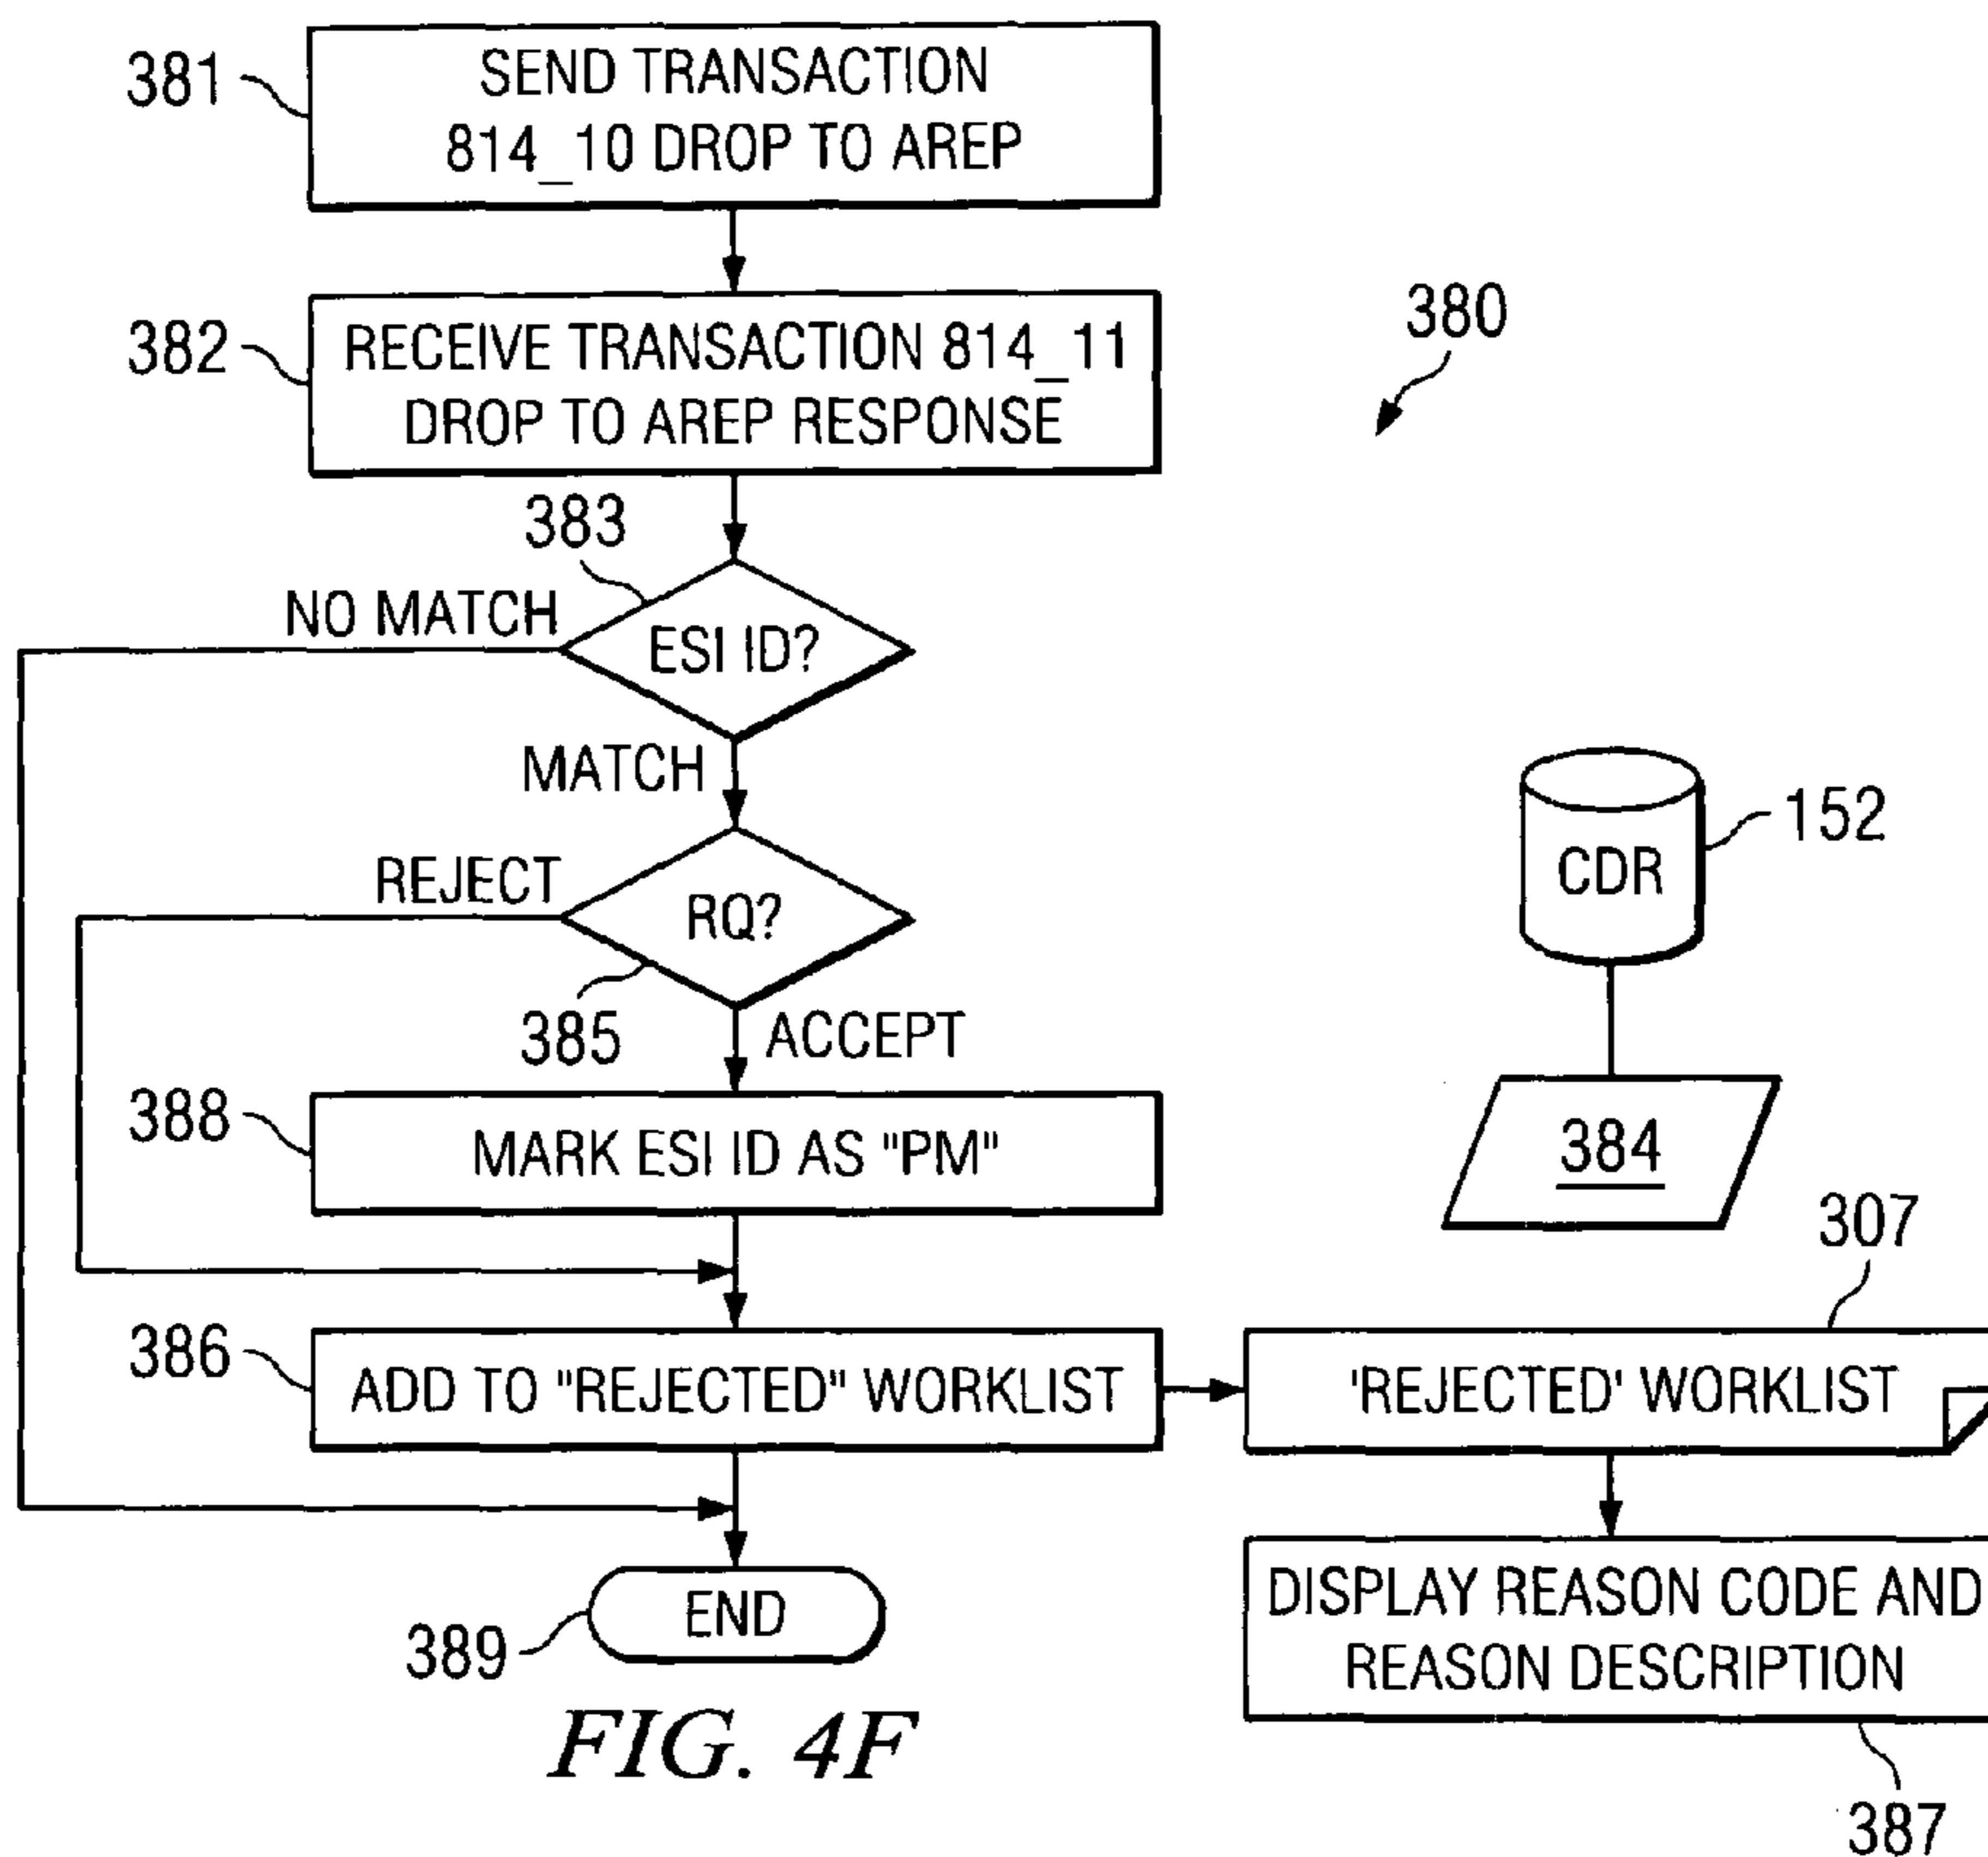 381
SEND TRANSACTION
814_10 DROP TO AREP
382
RECEIVE TRANSACTION 814_11
DROP TO AREP RESPONSE
380
383
NO MATCH
ESI ID?
MATCH
REJECT
RQ?
385
ACCEPT
152
CDR
384
388
MARK ESI ID AS "PM"
307
386
ADD TO "REJECTED" WORKLIST
'REJECTED' WORKLIST
DISPLAY REASON CODE AND
REASON DESCRIPTION
387
END
389
FIG. 4F